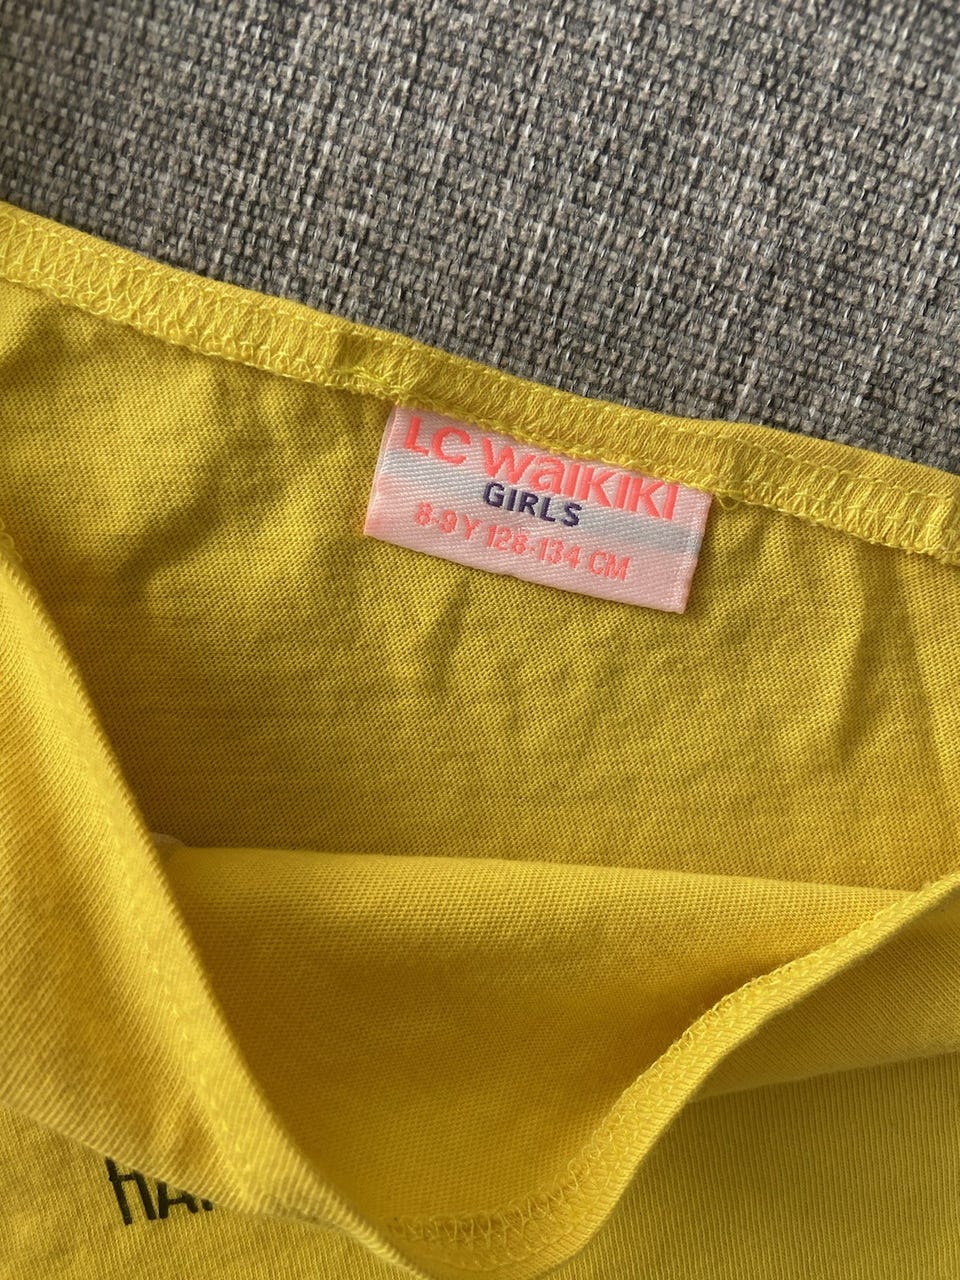 LC WAIKIKI
GIRLS
8-9 Y 128-134 CM